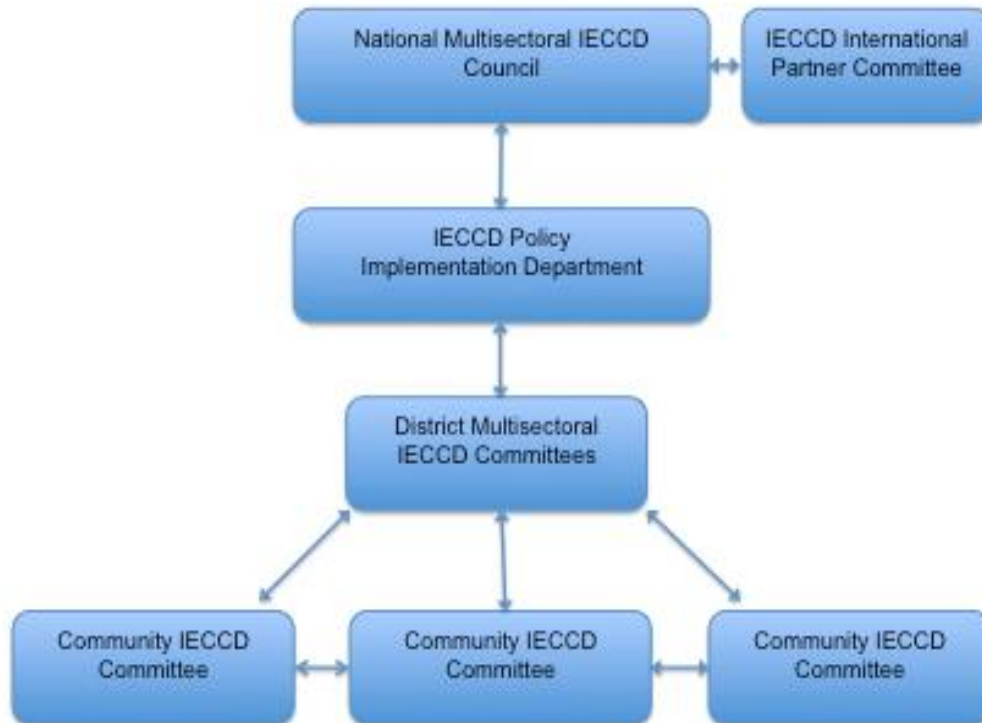 National Multisectoral IECCD
Council
IECCD International
Partner Committee
IECCD Policy
Implementation Department
District Multisectoral
IECCD Committees
Community IECCD
Committee
Community IECCD
Committee
Community IECCD
Committee